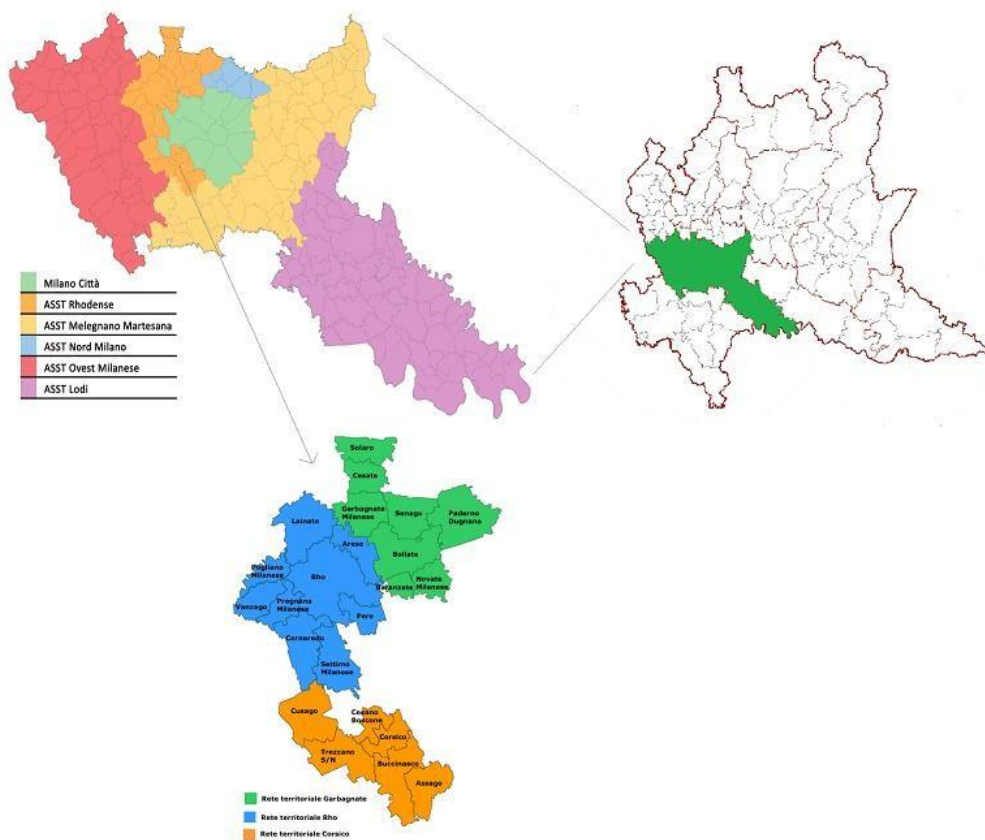 Milano Città
ASST Rhodense
ASST Melegnano Martesana
ASST Nord Milano
ASST Ovest Milanese
ASST Lodi
Solaro
Cesate
Garbagnate
Milanese
Senago
Paderno
Dugnano
Lainate
Arese
Bollate
Pogliano
Milanese
Rho
Baranzate
Novate
Milanese
Vanzago
Pregnana
Milanese
Pero
Cornaredo
Settimo
Milanese
Cusago
Cesano
Boscone
Corsico
Trezzano
S/N
Buccinasco
Assago
Rete territoriale Garbagnate
Rete territoriale Rho
Rete territoriale Corsico